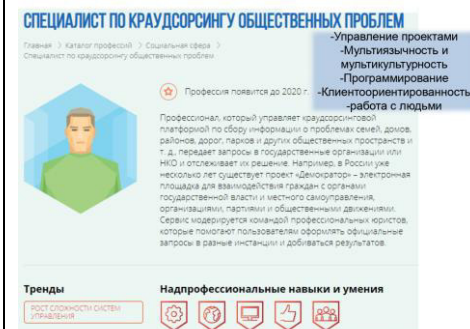 СПЕЦИАЛИСТ ПО КРАУДСОРСИНГУ ОБЩЕСТВЕННЫХ ПРОБЛЕМ
Главная > Каталог профессий > Социальная сфера >
Специалист по краудсорсингу общественных проблем
-Управление проектами
-Мультиязычность и
мультикультурность
-Программирование
-Клиентоориентированность
-работа с людьми
Профессия появится до 2020 г.
Профессионал, который управляет краудсорсинговой
платформой по сбору информации о проблемах семей, домов,
районов, дорог, парков и других общественных пространств и
т. д., передает запросы в государственные организации или
НКО и отслеживает их решение. Например, в России уже
несколько лет существует проект «Демократор» – электронная
площадка для взаимодействия граждан с органами
государственной власти и местного самоуправления,
организациями, партиями и общественными движениями.
Сервис модерируется командой профессиональных юристов,
которые помогают пользователям оформлять официальные
запросы в разные инстанции и добиваться результатов.
Тренды
РОСТ СЛОЖНОСТИ СИСТЕМ
УПРАВЛЕНИЯ
Надпрофессиональные навыки и умения